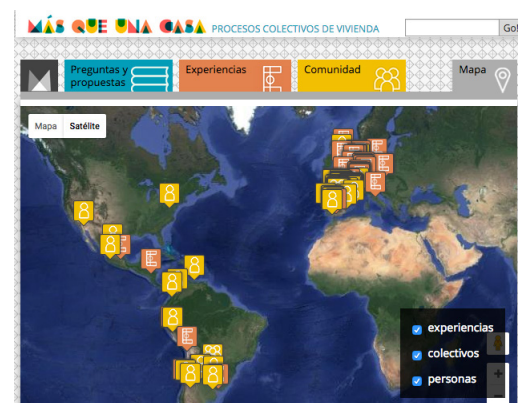 MÁS QUE UNA CASA PROCESOS COLECTIVOS DE VIVIENDA
Go!
Preguntas y propuestas
Experiencias
Comunidad
Mapa
Mapa Satélite
experiencias
colectivos
personas